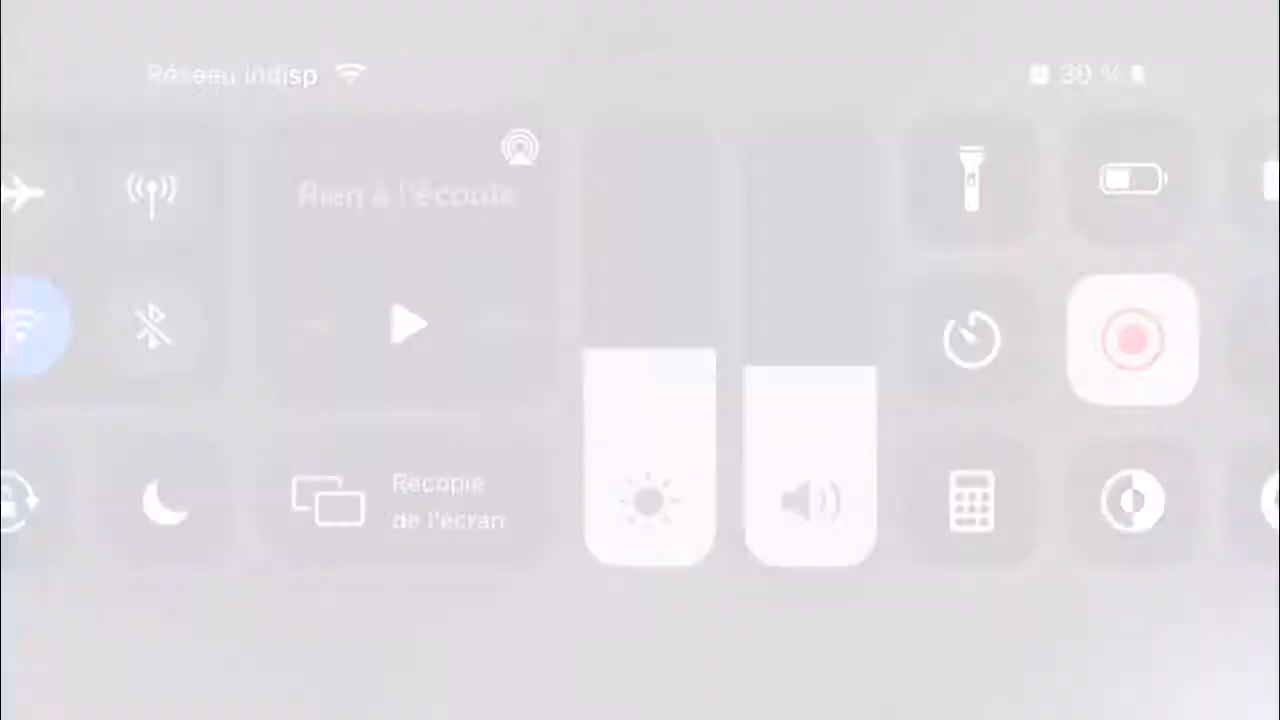 Réseau indisp
30 %
Rien à l'écoute
Recopie
de l'écran